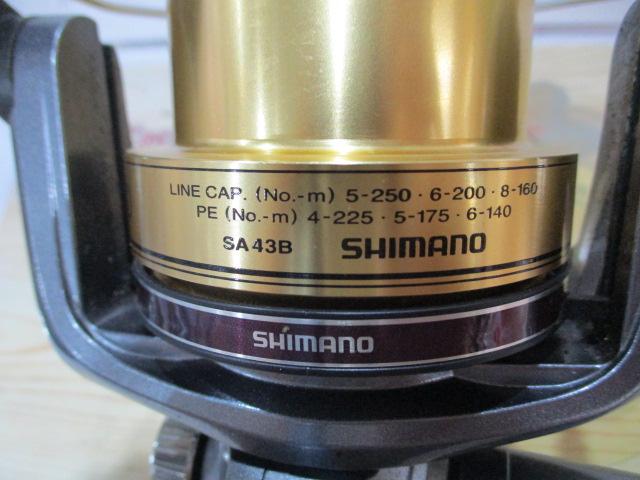 LINE CAP. (No.-m) 5-250 · 6-200 · 8-160
PE (No.-m) 4-225 · 5-175 · 6-140
SA43B SHIMANO
SHIMANO